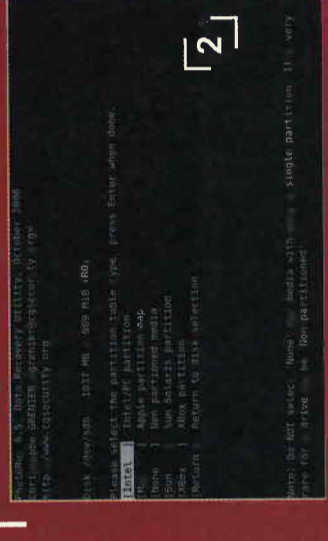 PhotoRec 6.5, Data Recovery Utility, October 2006
Christophe GRENIER <grenier@cgsecurity.org>
http://www.cgsecurity.org
Disk /dev/sdb - 1037 MB / 989 MiB (RO)
Please select the partition table type, press Enter when done.
[Intel ] Intel/PC partition
[Mac ] Apple partition map
[None ] Non partioned media
[Sun ] Sun Solaris partition
[XBox ] XBox partition
[Return ] Return to disk selection
Note: Do NOT select 'None' for media with only a single partition. It's very
rare for a drive to be 'Non-partitioned'.
2